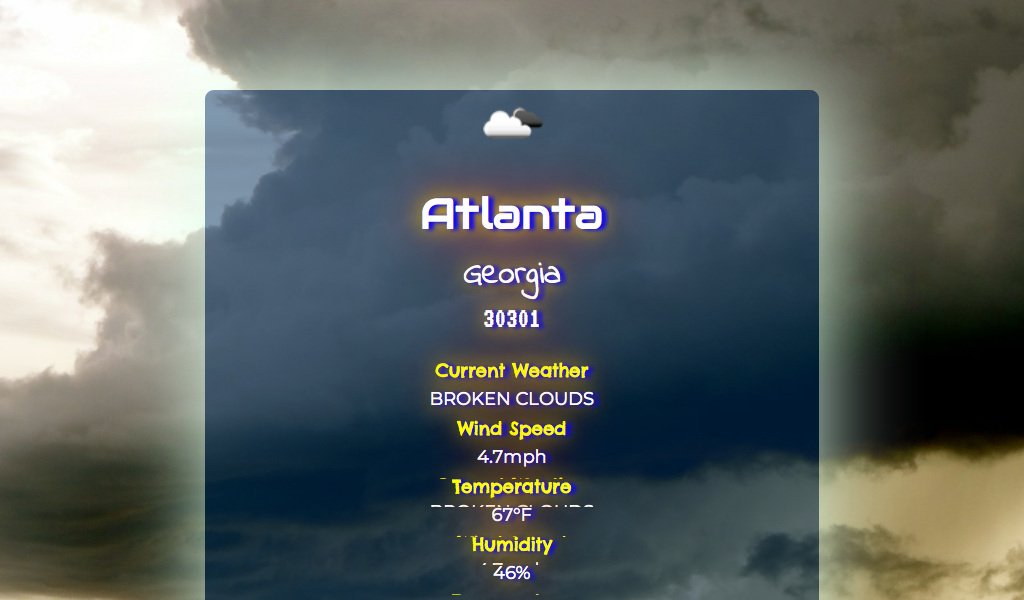 Atlanta
Georgia
30301
Current Weather
BROKEN CLOUDS
Wind Speed
4.7mph
Temperature
67°F
Humidity
46%